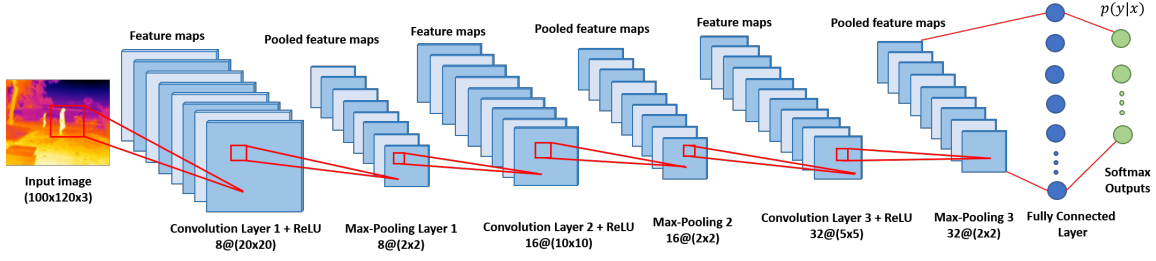 Feature maps
Pooled feature maps
Feature maps
Pooled feature maps
Feature maps
Pooled feature maps
p(y|x)
Input image
(100x120x3)
Convolution Layer 1 + ReLU
8@(20x20)
Max-Pooling Layer 1
8@(2x2)
Convolution Layer 2 + ReLU
16@(10x10)
Max-Pooling 2
16@(2x2)
Convolution Layer 3 + ReLU
32@(5x5)
Max-Pooling 3
32@(2x2)
Fully Connected
Layer
Softmax
Outputs